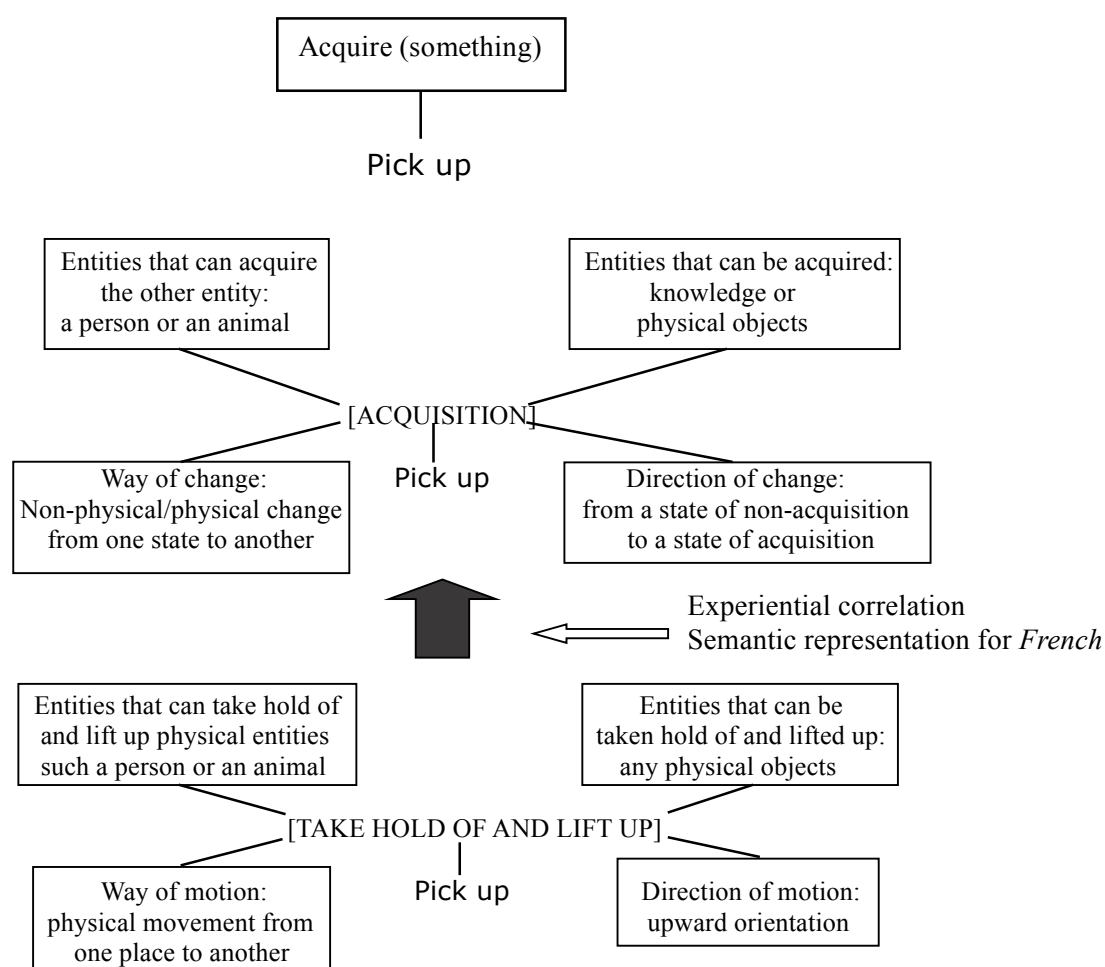 Acquire (something)
Pick up
Entities that can acquire
the other entity:
a person or an animal
Entities that can be acquired:
knowledge or
physical objects
[ACQUISITION]
Pick up
Way of change:
Non-physical/physical change
from one state to another
Direction of change:
from a state of non-acquisition
to a state of acquisition
Experiential correlation
Semantic representation for French
Entities that can take hold of
and lift up physical entities
such a person or an animal
Entities that can be
taken hold of and lifted up:
any physical objects
[TAKE HOLD OF AND LIFT UP]
Pick up
Way of motion:
physical movement from
one place to another
Direction of motion:
upward orientation